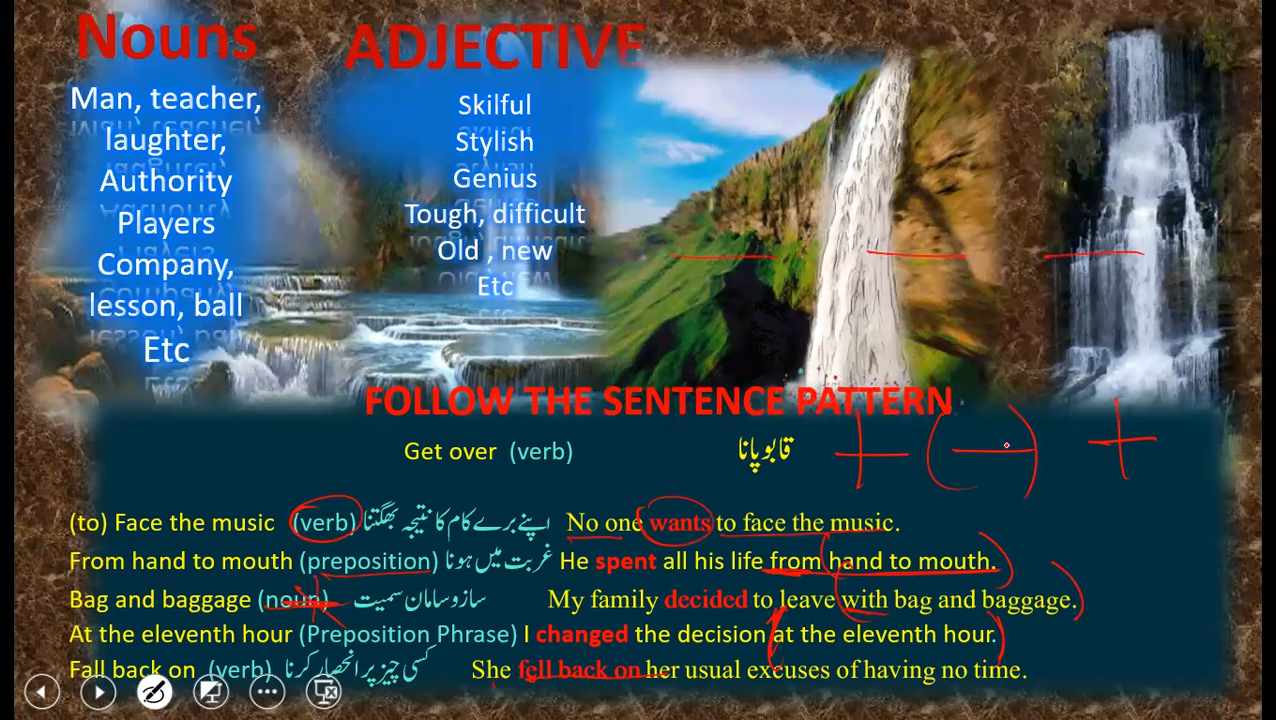 Nouns
Man, teacher,
laughter,
Authority
Players
Company,
lesson, ball
Etc
ADJECTIVE
Skilful
Stylish
Genius
Tough, difficult
Old , new
Etc
FOLLOW THE SENTENCE PATTERN
Get over (verb) قابو پانا
(to) Face the music (verb) اپنے برے کام کا نتیجہ بھگتنا No one wants to face the music.
From hand to mouth (preposition) غربت میں ہونا He spent all his life from hand to mouth.
Bag and baggage (noun) سازو سامان سمیت My family decided to leave with bag and baggage.
At the eleventh hour (Preposition Phrase) I changed the decision at the eleventh hour.
Fall back on (verb) کسی چیز پر انحصار کرنا She fell back on her usual excuses of having no time.